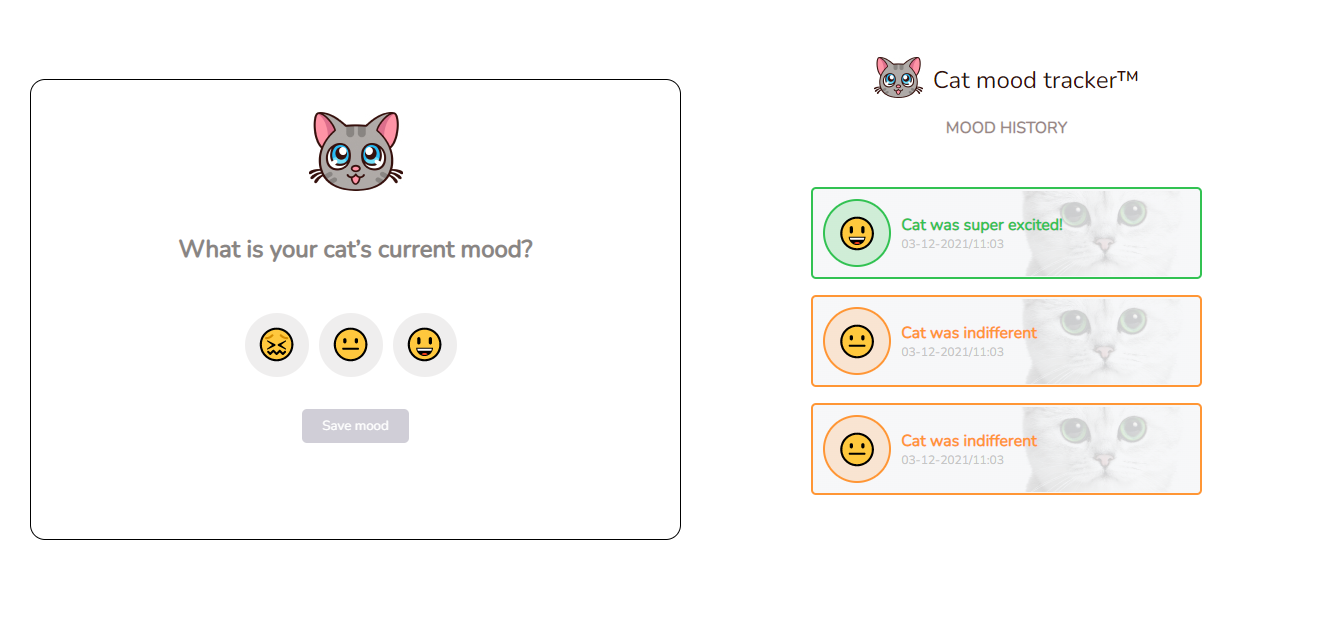 What is your cat’s current mood?
Save mood
Cat mood tracker™
MOOD HISTORY
Cat was super excited!
03-12-2021/11:03
Cat was indifferent
03-12-2021/11:03
Cat was indifferent
03-12-2021/11:03